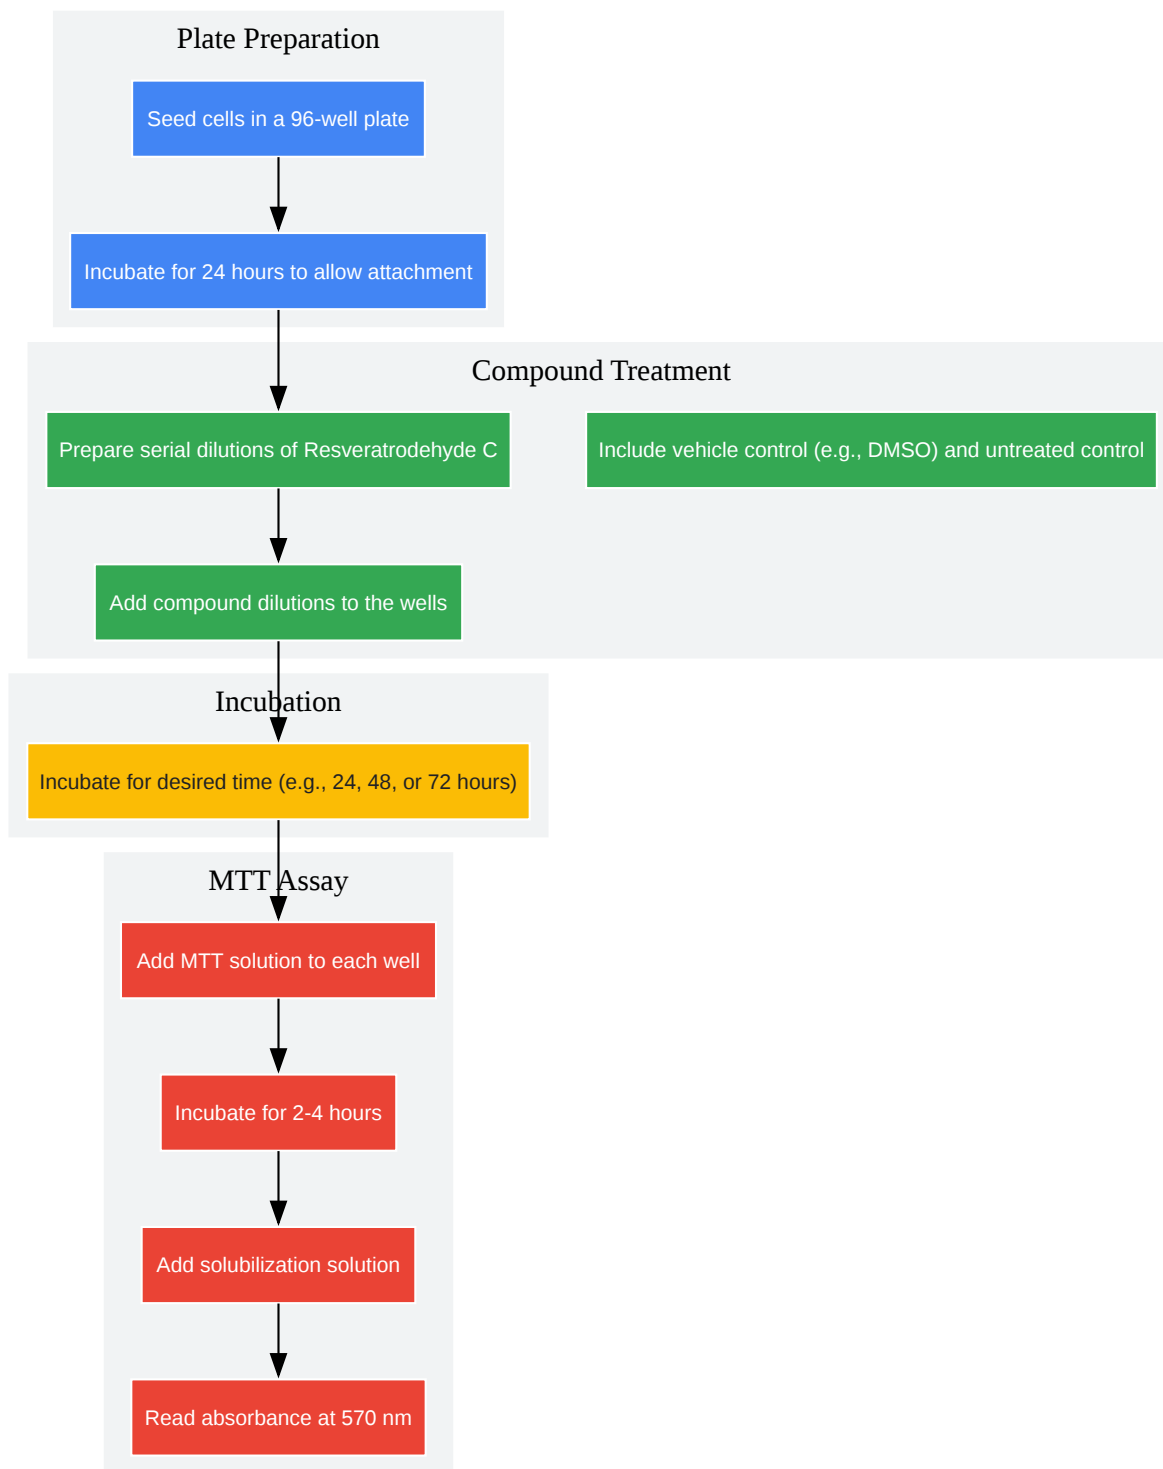 Plate Preparation
Seed cells in a 96-well plate
Incubate for 24 hours to allow attachment
Compound Treatment
Prepare serial dilutions of Resveratrodehyde C
Include vehicle control (e.g., DMSO) and untreated control
Add compound dilutions to the wells
Incubation
Incubate for desired time (e.g., 24, 48, or 72 hours)
MTT Assay
Add MTT solution to each well
Incubate for 2-4 hours
Add solubilization solution
Read absorbance at 570 nm